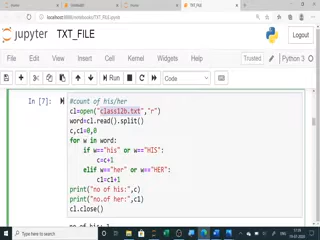 Home
TXT_FILE
localhost:8888/notebooks/TXT_FILE.ipynb
jupyter TXT_FILE
Logout
File Edit View Insert Cell Kernel Widgets Help
Trusted Python 3
Run Code
In [7]:
#count of his/her
cl=open("class12b.txt","r")
word=cl.read().split()
c,cl=0,0
for w in word:
if w=="his" or w=="HIS":
c=c+1
elif w=="her" or w=="HER":
cl=cl+1
print("no of his:",c)
print("no.of her:",cl)
cl.close()